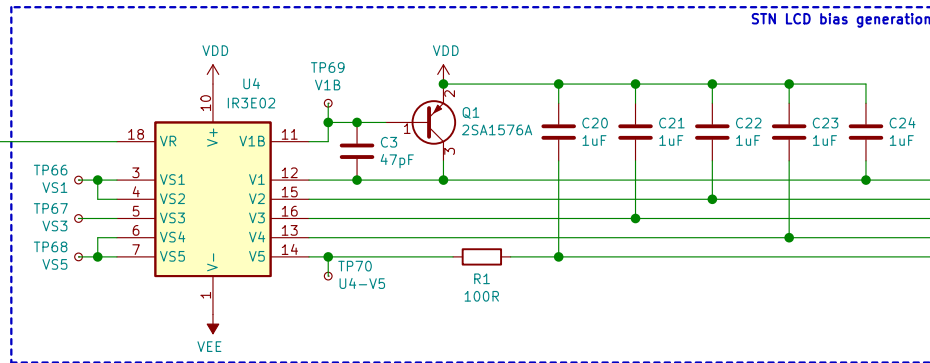 STN LCD bias generation
VDD
VDD
TP69
V1B
U4
IR3E02
10
V+
2
Q1
2SA1576A
1
3
C3
47pF
C20
1uF
C21
1uF
C22
1uF
C23
1uF
C24
1uF
18
VR
V1B
11
TP66
VS1
3
VS1
V1
12
4
VS2
V2
15
TP67
VS3
5
VS3
V3
16
TP68
VS5
6
VS4
V4
13
7
VS5
V5
14
V-
1
VEE
TP70
U4-V5
R1
100R